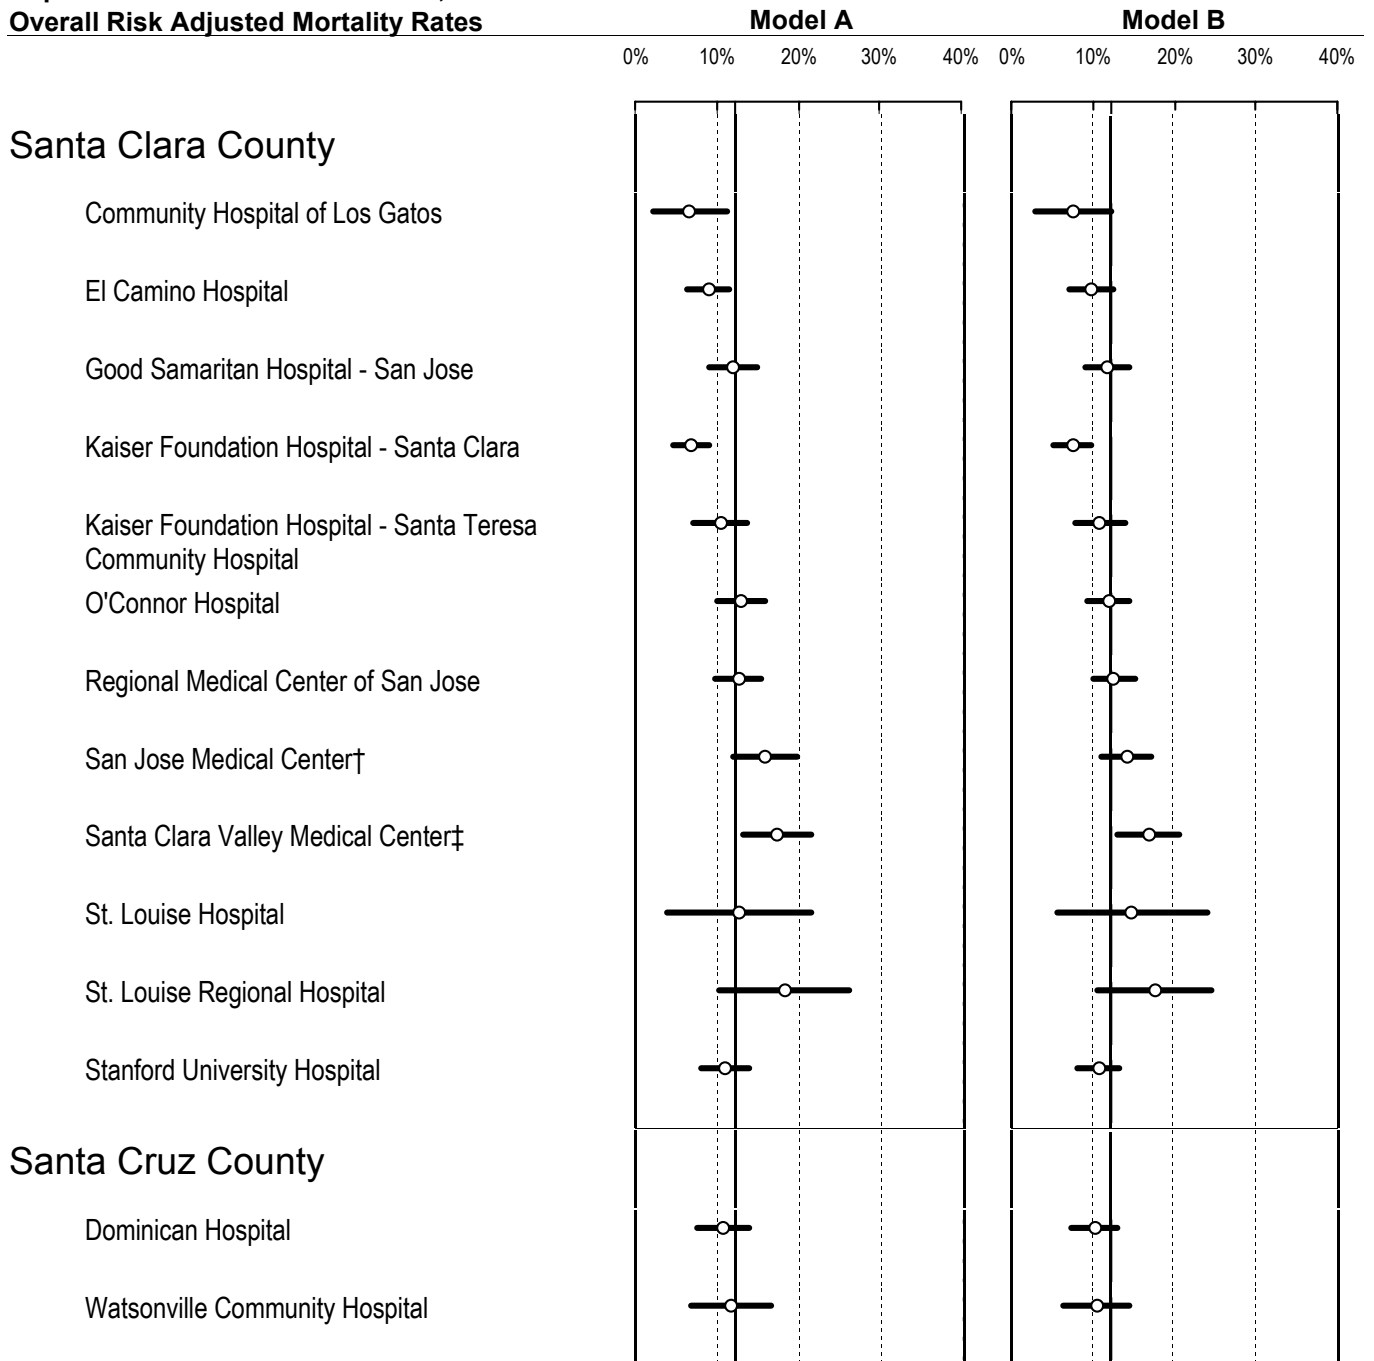 Overall Risk Adjusted Mortality Rates Model A Model B
0% 10% 20% 30% 40% 0% 10% 20% 30% 40%
Santa Clara County
Community Hospital of Los Gatos
El Camino Hospital
Good Samaritan Hospital - San Jose
Kaiser Foundation Hospital - Santa Clara
Kaiser Foundation Hospital - Santa Teresa
Community Hospital
O'Connor Hospital
Regional Medical Center of San Jose
San Jose Medical Center†
Santa Clara Valley Medical Center‡
St. Louise Hospital
St. Louise Regional Hospital
Stanford University Hospital
Santa Cruz County
Dominican Hospital
Watsonville Community Hospital